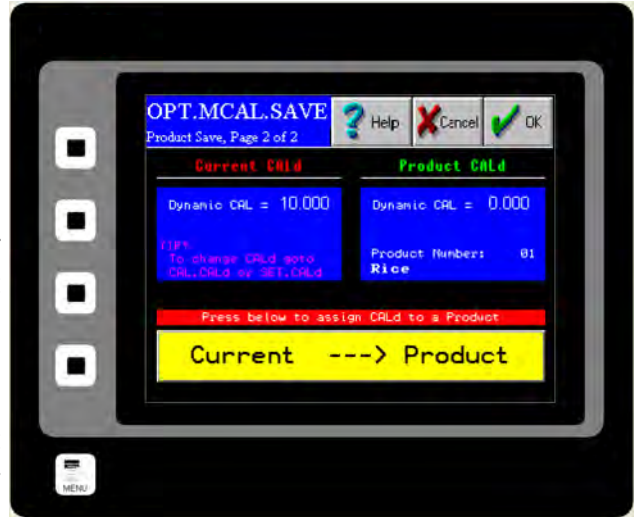 OPT.MCAL.SAVE
Product Save, Page 2 of 2
? Help
Cancel
OK
Current CALd
Product CALd
Dynamic CAL = 10.000
Dynamic CAL = 0.000
TIP:
To change CALd goto
CAL.CALd or SET.CALd
Product Number: 01
Rice
Press below to assign CALd to a Product
Current ---> Product
MENU